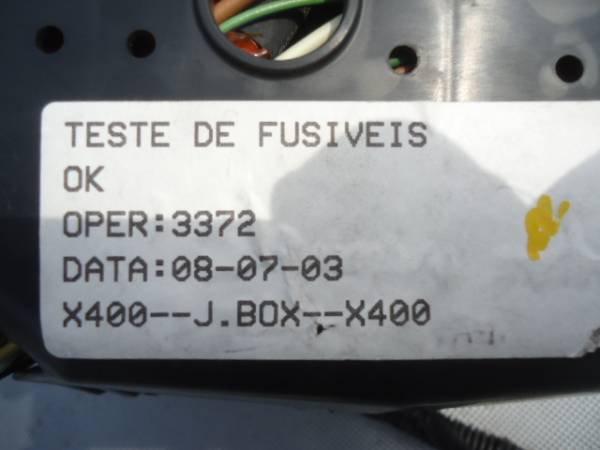 TESTE DE FUSIVEIS
OK
OPER:3372
DATA:08-07-03
X400--J.BOX--X400